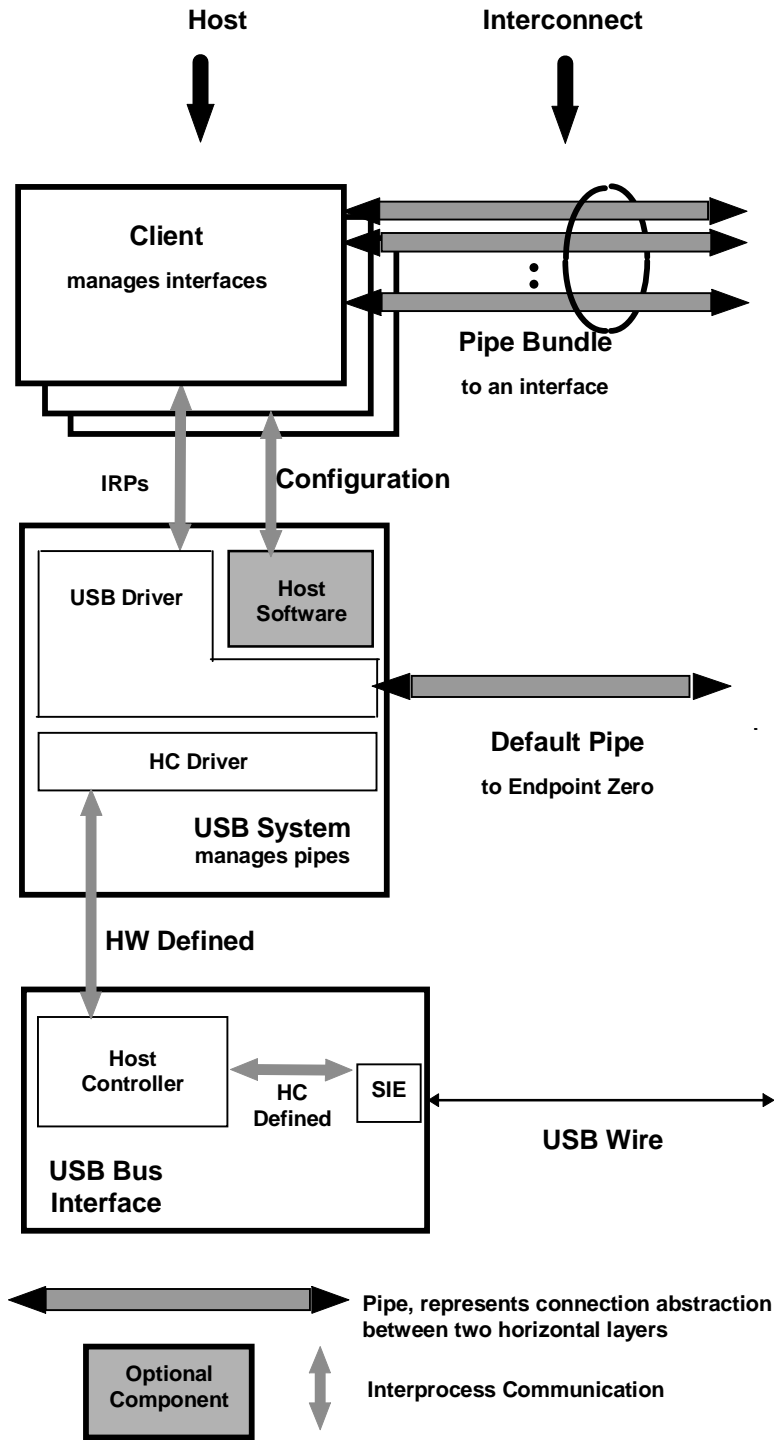 Host
Interconnect
Client
manages interfaces
Pipe Bundle
to an interface
IRPs
Configuration
USB Driver
Host
Software
HC Driver
USB System
manages pipes
Default Pipe
to Endpoint Zero
HW Defined
Host
Controller
HC
Defined
SIE
USB Wire
USB Bus
Interface
Pipe, represents connection abstraction
between two horizontal layers
Optional
Component
Interprocess Communication